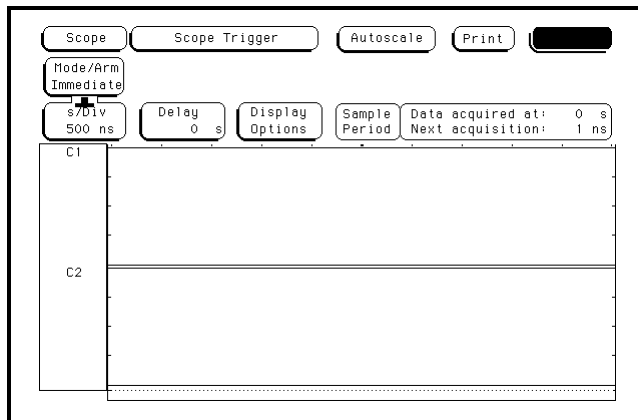 Scope Scope Trigger Autoscale Print
Mode/Arm
Immediate
s/Div Delay Display Sample Data acquired at: 0 s
500 ns 0 s Options Period Next acquisition: 1 ns
C1
C2